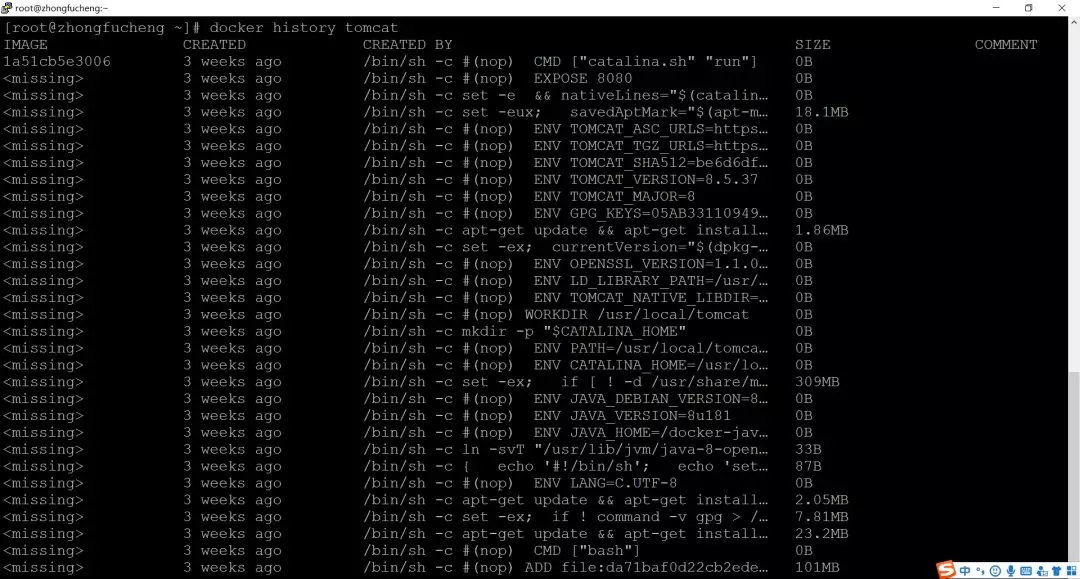 root@zhongfucheng:~
[root@zhongfucheng ~]# docker history tomcat
IMAGE CREATED CREATED BY SIZE COMMENT
1a51cb5e3006 3 weeks ago /bin/sh -c #(nop) CMD ["catalina.sh" "run"] 0B
<missing> 3 weeks ago /bin/sh -c #(nop) EXPOSE 8080 0B
<missing> 3 weeks ago /bin/sh -c set -e && nativeLines="$(catalin… 0B
<missing> 3 weeks ago /bin/sh -c set -eux; savedAptMark="$(apt-m… 18.1MB
<missing> 3 weeks ago /bin/sh -c #(nop) ENV TOMCAT_ASC_URLS=https… 0B
<missing> 3 weeks ago /bin/sh -c #(nop) ENV TOMCAT_TGZ_URLS=https… 0B
<missing> 3 weeks ago /bin/sh -c #(nop) ENV TOMCAT_SHA512=be6d6df… 0B
<missing> 3 weeks ago /bin/sh -c #(nop) ENV TOMCAT_VERSION=8.5.37 0B
<missing> 3 weeks ago /bin/sh -c #(nop) ENV TOMCAT_MAJOR=8 0B
<missing> 3 weeks ago /bin/sh -c #(nop) ENV GPG_KEYS=05AB33110949… 0B
<missing> 3 weeks ago /bin/sh -c apt-get update && apt-get install… 1.86MB
<missing> 3 weeks ago /bin/sh -c set -ex; currentVersion="$(dpkg-… 0B
<missing> 3 weeks ago /bin/sh -c #(nop) ENV OPENSSL_VERSION=1.1.0… 0B
<missing> 3 weeks ago /bin/sh -c #(nop) ENV LD_LIBRARY_PATH=/usr/… 0B
<missing> 3 weeks ago /bin/sh -c #(nop) ENV TOMCAT_NATIVE_LIBDIR=… 0B
<missing> 3 weeks ago /bin/sh -c #(nop) WORKDIR /usr/local/tomcat 0B
<missing> 3 weeks ago /bin/sh -c mkdir -p "$CATALINA_HOME" 0B
<missing> 3 weeks ago /bin/sh -c #(nop) ENV PATH=/usr/local/tomca… 0B
<missing> 3 weeks ago /bin/sh -c #(nop) ENV CATALINA_HOME=/usr/lo… 0B
<missing> 3 weeks ago /bin/sh -c set -ex; if [ ! -d /usr/share/m… 309MB
<missing> 3 weeks ago /bin/sh -c #(nop) ENV JAVA_DEBIAN_VERSION=8… 0B
<missing> 3 weeks ago /bin/sh -c #(nop) ENV JAVA_VERSION=8u181 0B
<missing> 3 weeks ago /bin/sh -c #(nop) ENV JAVA_HOME=/docker-jav… 0B
<missing> 3 weeks ago /bin/sh -c ln -svT "/usr/lib/jvm/java-8-open… 33B
<missing> 3 weeks ago /bin/sh -c { echo '#!/bin/sh'; echo 'set… 87B
<missing> 3 weeks ago /bin/sh -c #(nop) ENV LANG=C.UTF-8 0B
<missing> 3 weeks ago /bin/sh -c apt-get update && apt-get install… 2.05MB
<missing> 3 weeks ago /bin/sh -c set -ex; if ! command -v gpg > /… 7.81MB
<missing> 3 weeks ago /bin/sh -c apt-get update && apt-get install… 23.2MB
<missing> 3 weeks ago /bin/sh -c #(nop) CMD ["bash"] 0B
<missing> 3 weeks ago /bin/sh -c #(nop) ADD file:da71baf0d22cb2ede… 101MB
S 中